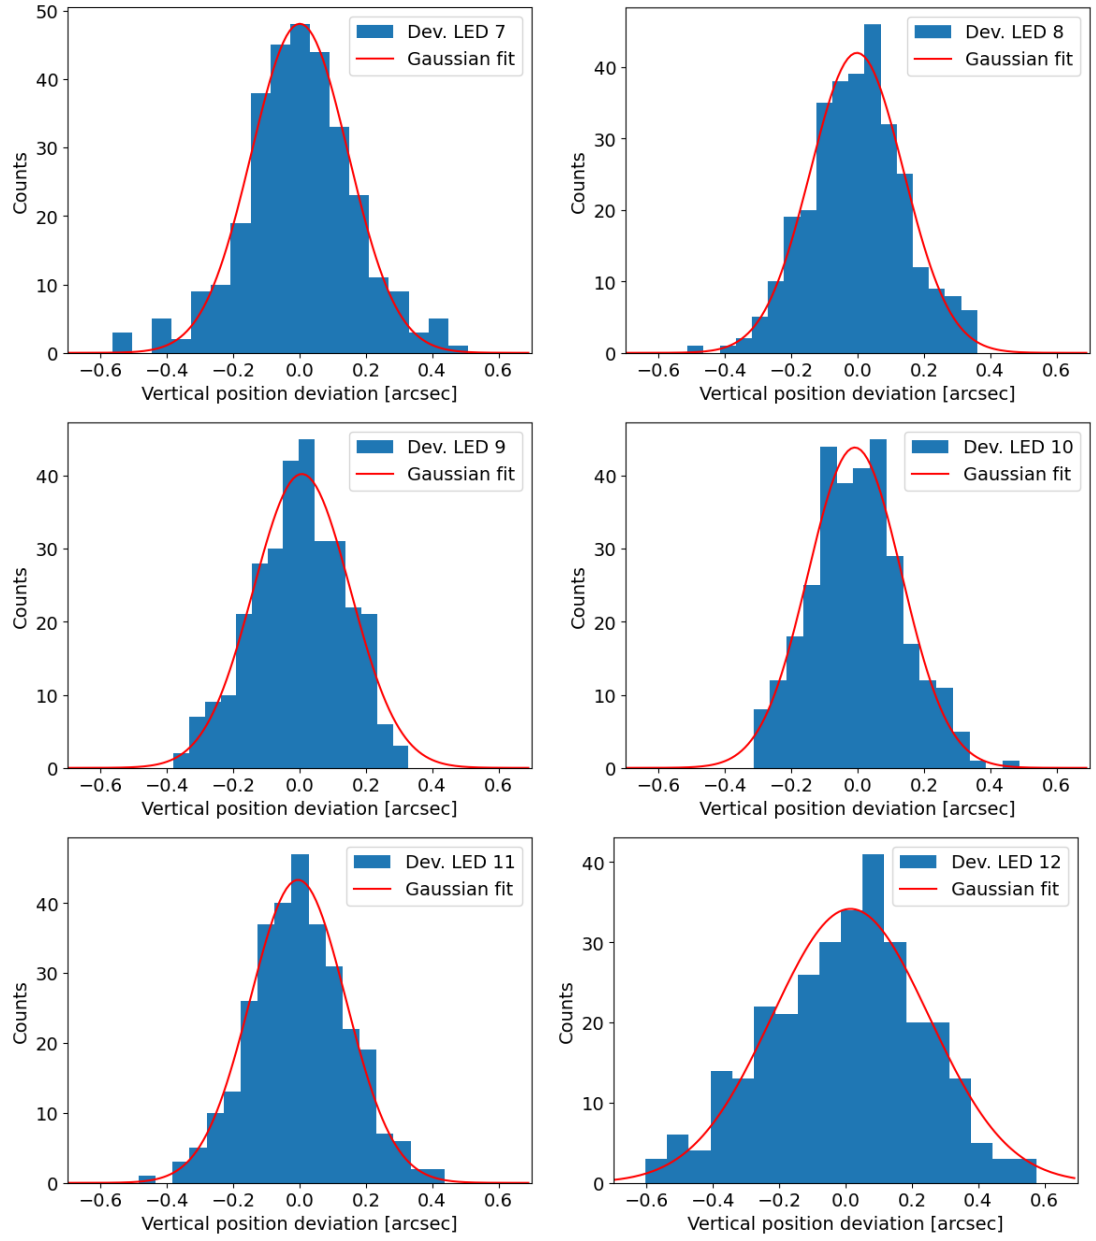 50
40
30
20
10
0
Counts
Dev. LED 7
Gaussian fit
−0.6 −0.4 −0.2 0.0 0.2 0.4 0.6
Vertical position deviation [arcsec]
40
30
20
10
0
Counts
Dev. LED 8
Gaussian fit
−0.6 −0.4 −0.2 0.0 0.2 0.4 0.6
Vertical position deviation [arcsec]
40
30
20
10
0
Counts
Dev. LED 9
Gaussian fit
−0.6 −0.4 −0.2 0.0 0.2 0.4 0.6
Vertical position deviation [arcsec]
40
30
20
10
0
Counts
Dev. LED 10
Gaussian fit
−0.6 −0.4 −0.2 0.0 0.2 0.4 0.6
Vertical position deviation [arcsec]
40
30
20
10
0
Counts
Dev. LED 11
Gaussian fit
−0.6 −0.4 −0.2 0.0 0.2 0.4 0.6
Vertical position deviation [arcsec]
40
30
20
10
0
Counts
Dev. LED 12
Gaussian fit
−0.6 −0.4 −0.2 0.0 0.2 0.4 0.6
Vertical position deviation [arcsec]